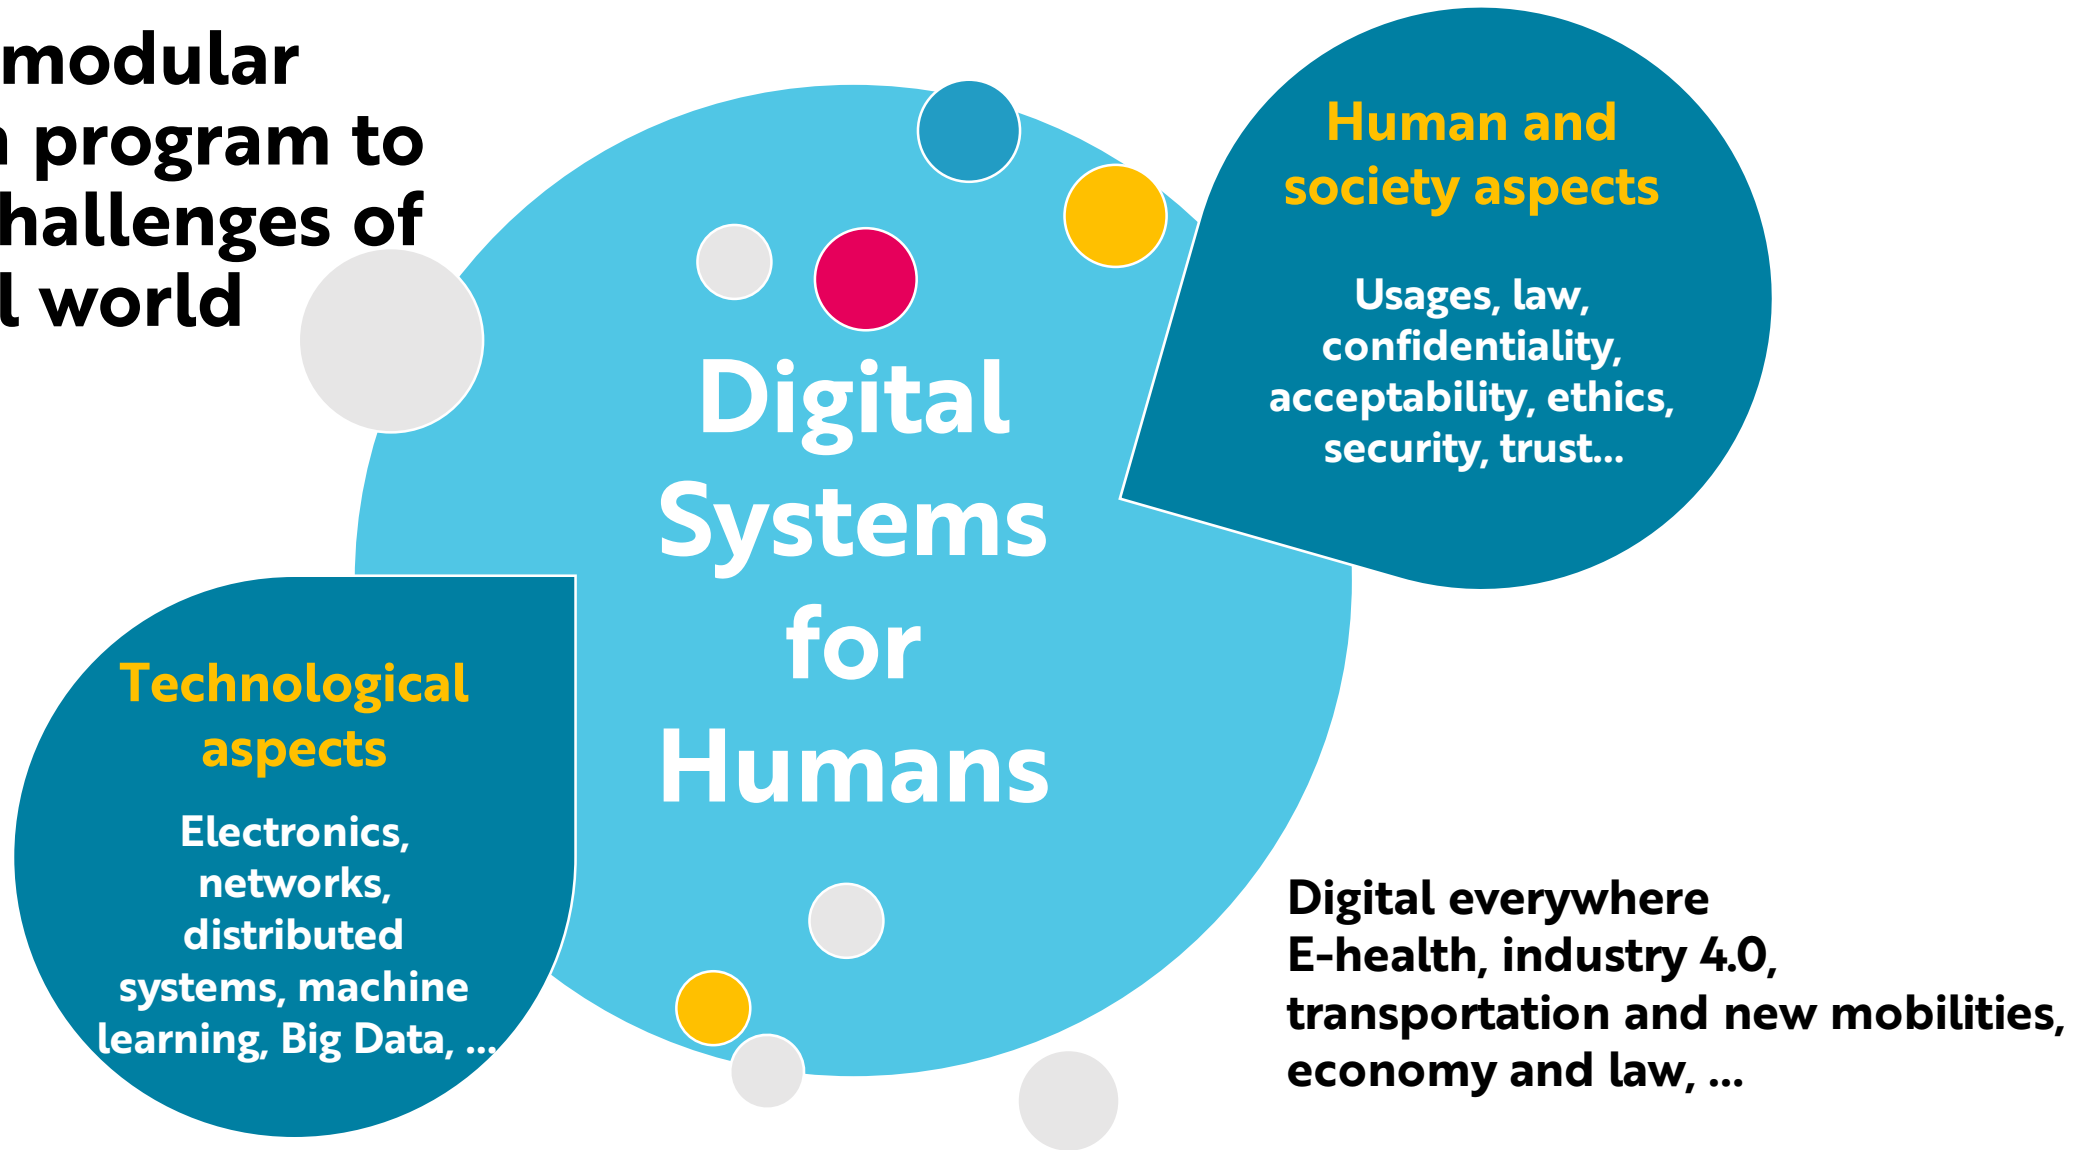 modular
program to
hallenges of
l world
Human and
society aspects
Usages, law,
confidentiality,
acceptability, ethics,
security, trust...
Digital
Systems
for
Humans
Technological
aspects
Electronics,
networks,
distributed
systems, machine
learning, Big Data, ...
Digital everywhere
E-health, industry 4.0,
transportation and new mobilities,
economy and law, ...